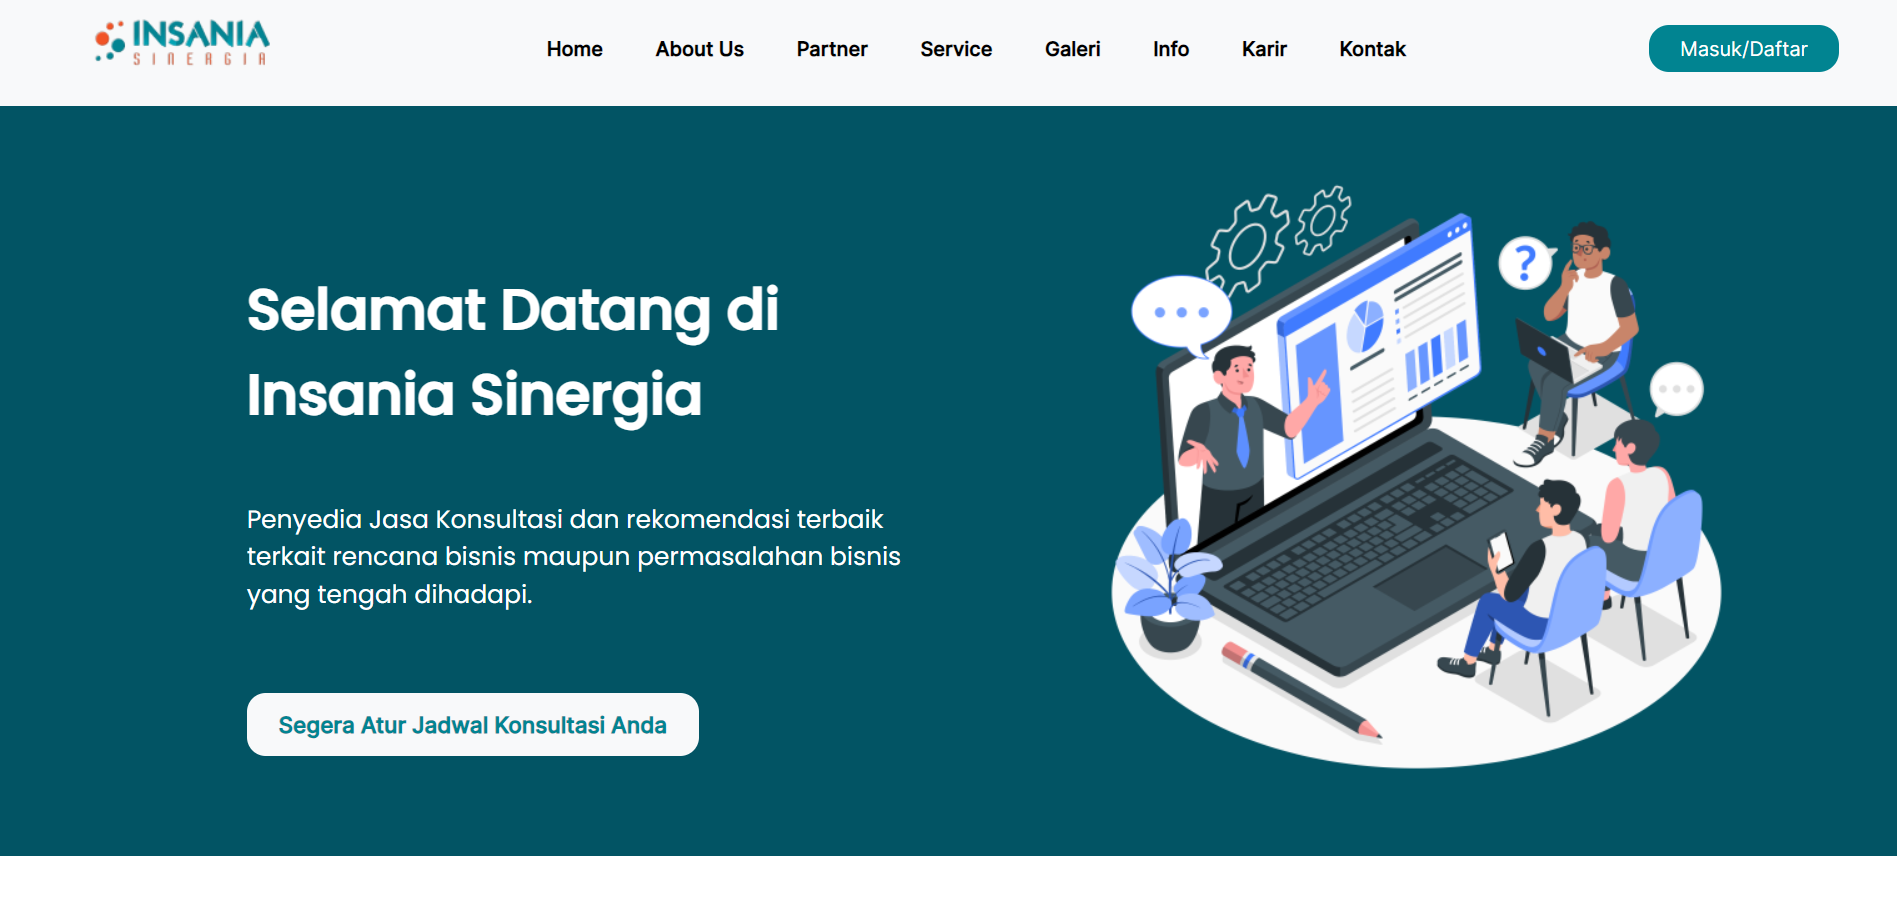 INSANIA
SINERGIA
Home
About Us
Partner
Service
Galeri
Info
Karir
Kontak
Masuk/Daftar
Selamat Datang di
Insania Sinergia
Penyedia Jasa Konsultasi dan rekomendasi terbaik
terkait rencana bisnis maupun permasalahan bisnis
yang tengah dihadapi.
Segera Atur Jadwal Konsultasi Anda
?